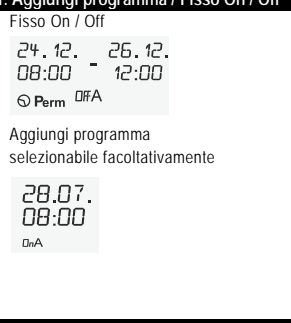 Fisso On / Off
24.12. - 26.12.
08:00 12:00
Perm OFFA
Aggiungi programma
selezionabile facoltativamente
28.07.
08:00
OnA